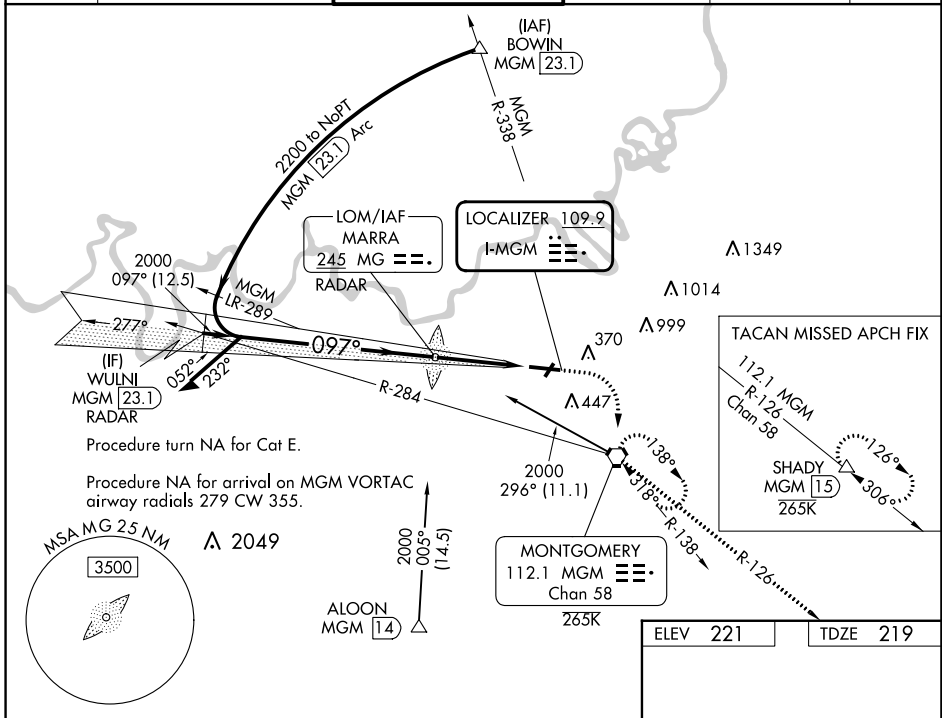 (IAF)
BOWIN
MGM 23.1
MGM
R-338
2200 to NoPT
MGM 23.1 Arc
LOM/IAF
MARRA
245 MG
RADAR
LOCALIZER 109.9
I-MGM
1349
1014
999
370
447
2000
097° (12.5)
MGM
LR-289
277°
097°
(IF)
WULNI
MGM 23.1
RADAR
052°
232°
R-284
TACAN MISSED APCH FIX
112.1 MGM
R-126
Chan 58
SHADY
MGM 15
265K
126°
306°
Procedure turn NA for Cat E.
Procedure NA for arrival on MGM VORTAC
airway radials 279 CW 355.
2000
296° (11.1)
138°
318°
R-138
R-126
MSA MG 25 NM
3500
2049
2000
005°
(14.5)
ALOON
MGM 14
MONTGOMERY
112.1 MGM
Chan 58
265K
ELEV 221
TDZE 219